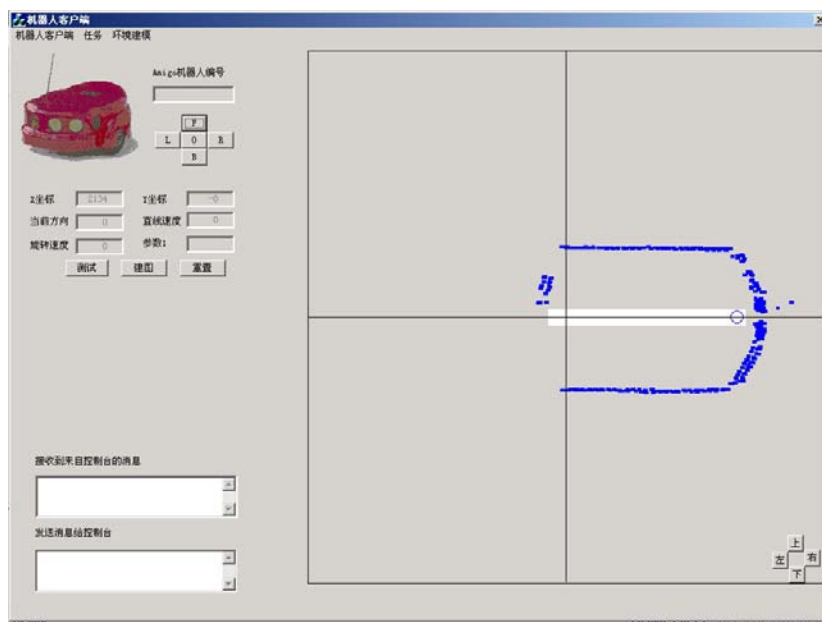 机器人客户端
机器人客户端 任务 环境建模
Amigo机器人编号
F
L 0 R
B
X坐标 2134 Y坐标 -0
当前方向 0 直线速度 0
旋转速度 0 参数:
测试 建图 重置
接收到来自控制台的消息
发送消息给控制台
上
左 右
下